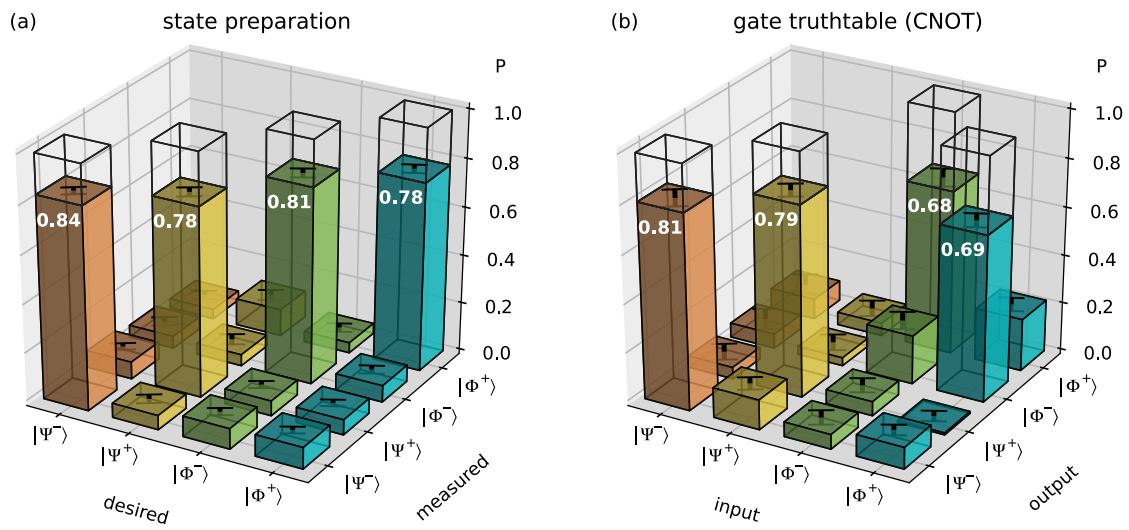 (a)
state preparation
P
1.0
0.8
0.6
0.4
0.2
0.0
0.84
0.78
0.81
0.78
|Ψ⁻⟩
|Ψ⁺⟩
|Φ⁻⟩
|Φ⁺⟩
desired
|Ψ⁻⟩
|Ψ⁺⟩
|Φ⁻⟩
|Φ⁺⟩
measured
(b)
gate truthtable (CNOT)
P
1.0
0.8
0.6
0.4
0.2
0.0
0.81
0.79
0.68
0.69
|Ψ⁻⟩
|Ψ⁺⟩
|Φ⁻⟩
|Φ⁺⟩
input
|Ψ⁻⟩
|Ψ⁺⟩
|Φ⁻⟩
|Φ⁺⟩
output